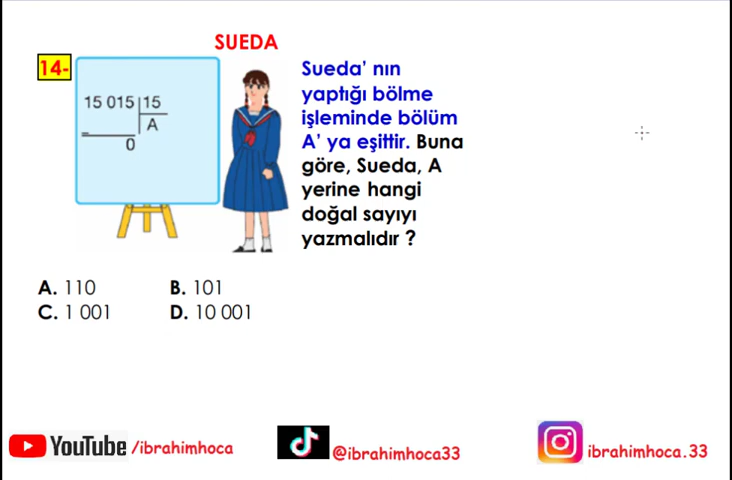 SUEDA
14-
15 015 15
A
0
Sueda’ nın
yaptığı bölme
işleminde bölüm
A’ ya eşittir. Buna
göre, Sueda, A
yerine hangi
doğal sayıyı
yazmalıdır ?
A. 110 B. 101
C. 1 001 D. 10 001
YouTube /ibrahimhoca
@ibrahimhoca33
ibrahimhoca.33